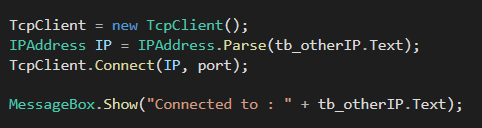 TcpClient = new TcpClient();
IPAddress IP = IPAddress.Parse(tb_otherIP.Text);
TcpClient.Connect(IP, port);
MessageBox.Show("Connected to : " + tb_otherIP.Text);